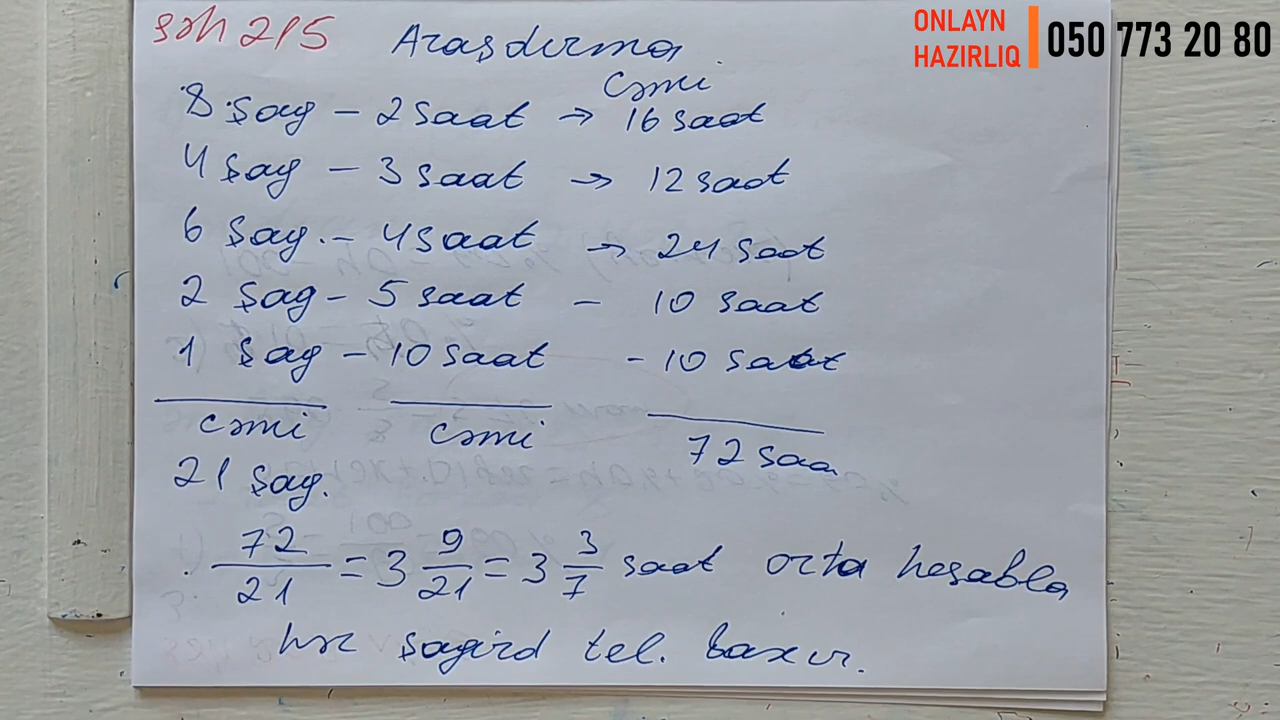 səh 215
Araşdırma
ONLAYN
HAZIRLIQ
050 773 20 80
Cəmi
8 şag - 2 saat → 16 saat
4 şag - 3 saat → 12 saat
6 şag. - 4 saat → 24 saat
2 şag - 5 saat - 10 saat
1 şag - 10 saat - 10 saat
cəmi cəmi 72 saa
21 şag.
72/21 = 3 9/21 = 3 3/7 saat orta hesabla
hər şagird tel. baxır.